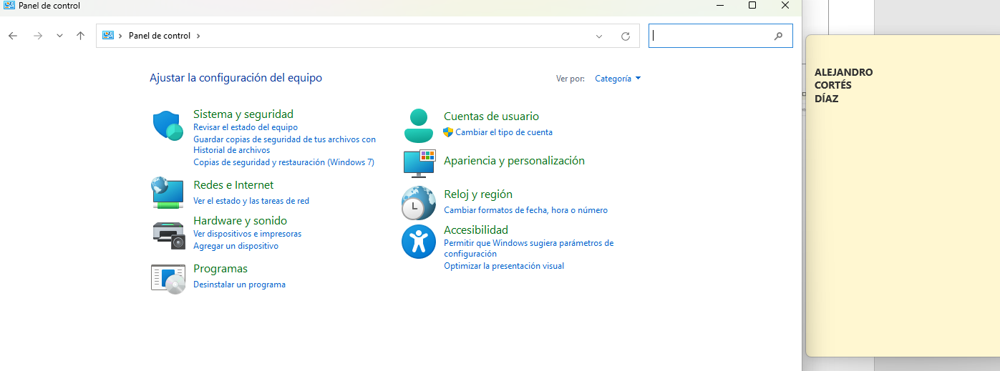 Panel de control
Panel de control
Ajustar la configuración del equipo
Ver por: Categoría
Sistema y seguridad
Revisar el estado del equipo
Guardar copias de seguridad de tus archivos con
Historial de archivos
Copias de seguridad y restauración (Windows 7)
Redes e Internet
Ver el estado y las tareas de red
Hardware y sonido
Ver dispositivos e impresoras
Agregar un dispositivo
Programas
Desinstalar un programa
Cuentas de usuario
Cambiar el tipo de cuenta
Apariencia y personalización
Reloj y región
Cambiar formatos de fecha, hora o número
Accesibilidad
Permitir que Windows sugiera parámetros de
configuración
Optimizar la presentación visual
ALEJANDRO
CORTÉS
DÍAZ